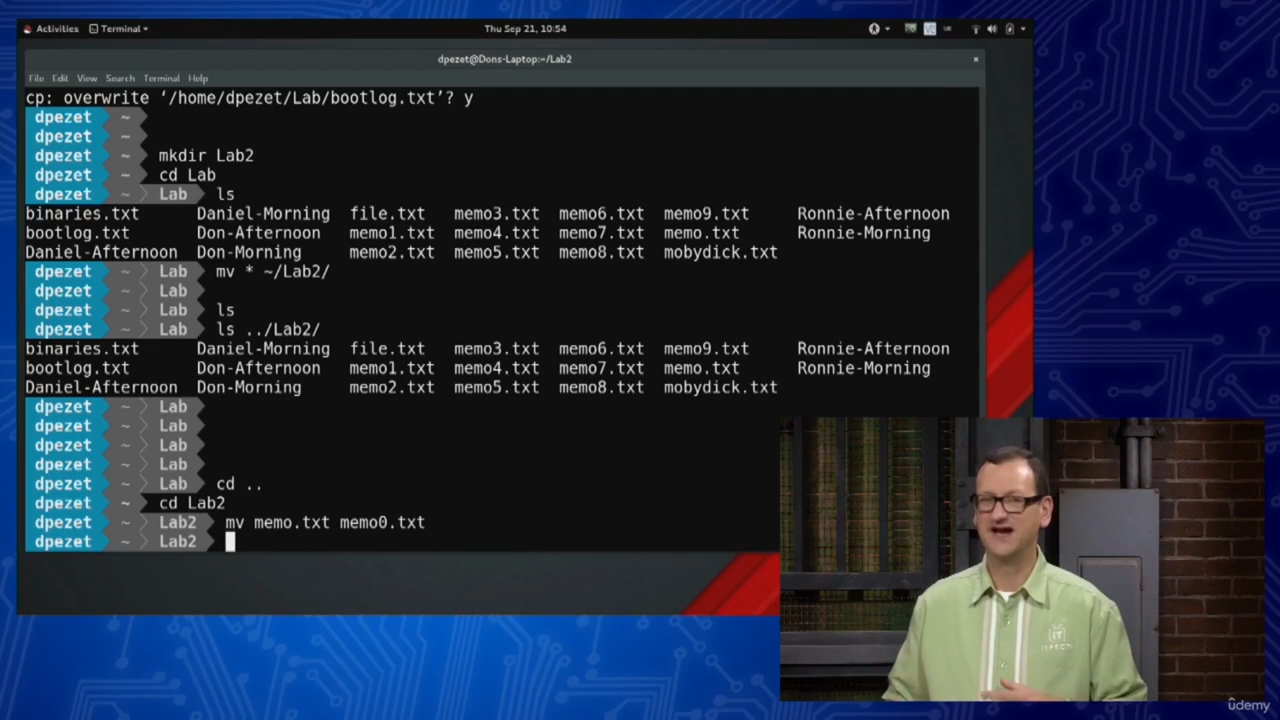 Activities Terminal Thu Sep 21, 10:54
dpezet@Dons-Laptop:~/Lab2 ×
File Edit View Search Terminal Help
cp: overwrite ‘/home/dpezet/Lab/bootlog.txt’? y
dpezet ~
dpezet ~
dpezet ~ mkdir Lab2
dpezet ~ cd Lab
dpezet ~ Lab ls
binaries.txt Daniel-Morning file.txt memo3.txt memo6.txt memo9.txt Ronnie-Afternoon
bootlog.txt Don-Afternoon memo1.txt memo4.txt memo7.txt memo.txt Ronnie-Morning
Daniel-Afternoon Don-Morning memo2.txt memo5.txt memo8.txt mobydick.txt
dpezet ~ Lab mv * ~/Lab2/
dpezet ~ Lab
dpezet ~ Lab ls
dpezet ~ Lab ls ../Lab2/
binaries.txt Daniel-Morning file.txt memo3.txt memo6.txt memo9.txt Ronnie-Afternoon
bootlog.txt Don-Afternoon memo1.txt memo4.txt memo7.txt memo.txt Ronnie-Morning
Daniel-Afternoon Don-Morning memo2.txt memo5.txt memo8.txt mobydick.txt
dpezet ~ Lab
dpezet ~ Lab
dpezet ~ Lab
dpezet ~ Lab
dpezet ~ Lab cd ..
dpezet ~ cd Lab2
dpezet ~ Lab2 mv memo.txt memo0.txt
dpezet ~ Lab2
IT
udemy